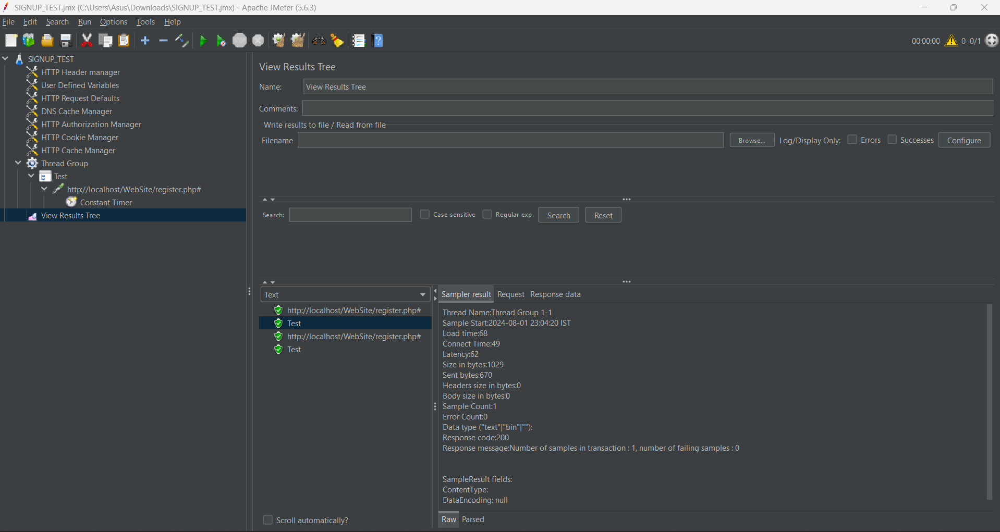 SIGNUP_TEST.jmx (C:\Users\Asus\Downloads\SIGNUP_TEST.jmx) - Apache JMeter (5.6.3)
File Edit Search Run Options Tools Help
STOP
?
00:00:00 0 0/1
SIGNUP_TEST
HTTP Header manager
User Defined Variables
HTTP Request Defaults
DNS Cache Manager
HTTP Authorization Manager
HTTP Cookie Manager
HTTP Cache Manager
Thread Group
Test
http://localhost/WebSite/register.php#
Constant Timer
View Results Tree
View Results Tree
Name: View Results Tree
Comments:
Write results to file / Read from file
Filename Browse... Log/Display Only: Errors Successes Configure
Search: Case sensitive Regular exp. Search Reset
Text
http://localhost/WebSite/register.php#
Test
http://localhost/WebSite/register.php#
Test
Scroll automatically?
Sampler result Request Response data
Thread Name:Thread Group 1-1
Sample Start:2024-08-01 23:04:20 IST
Load time:68
Connect Time:49
Latency:62
Size in bytes:1029
Sent bytes:670
Headers size in bytes:0
Body size in bytes:0
Sample Count:1
Error Count:0
Data type ("text"|"bin"|""):
Response code:200
Response message:Number of samples in transaction : 1, number of failing samples : 0
SampleResult fields:
ContentType:
DataEncoding: null
Raw Parsed